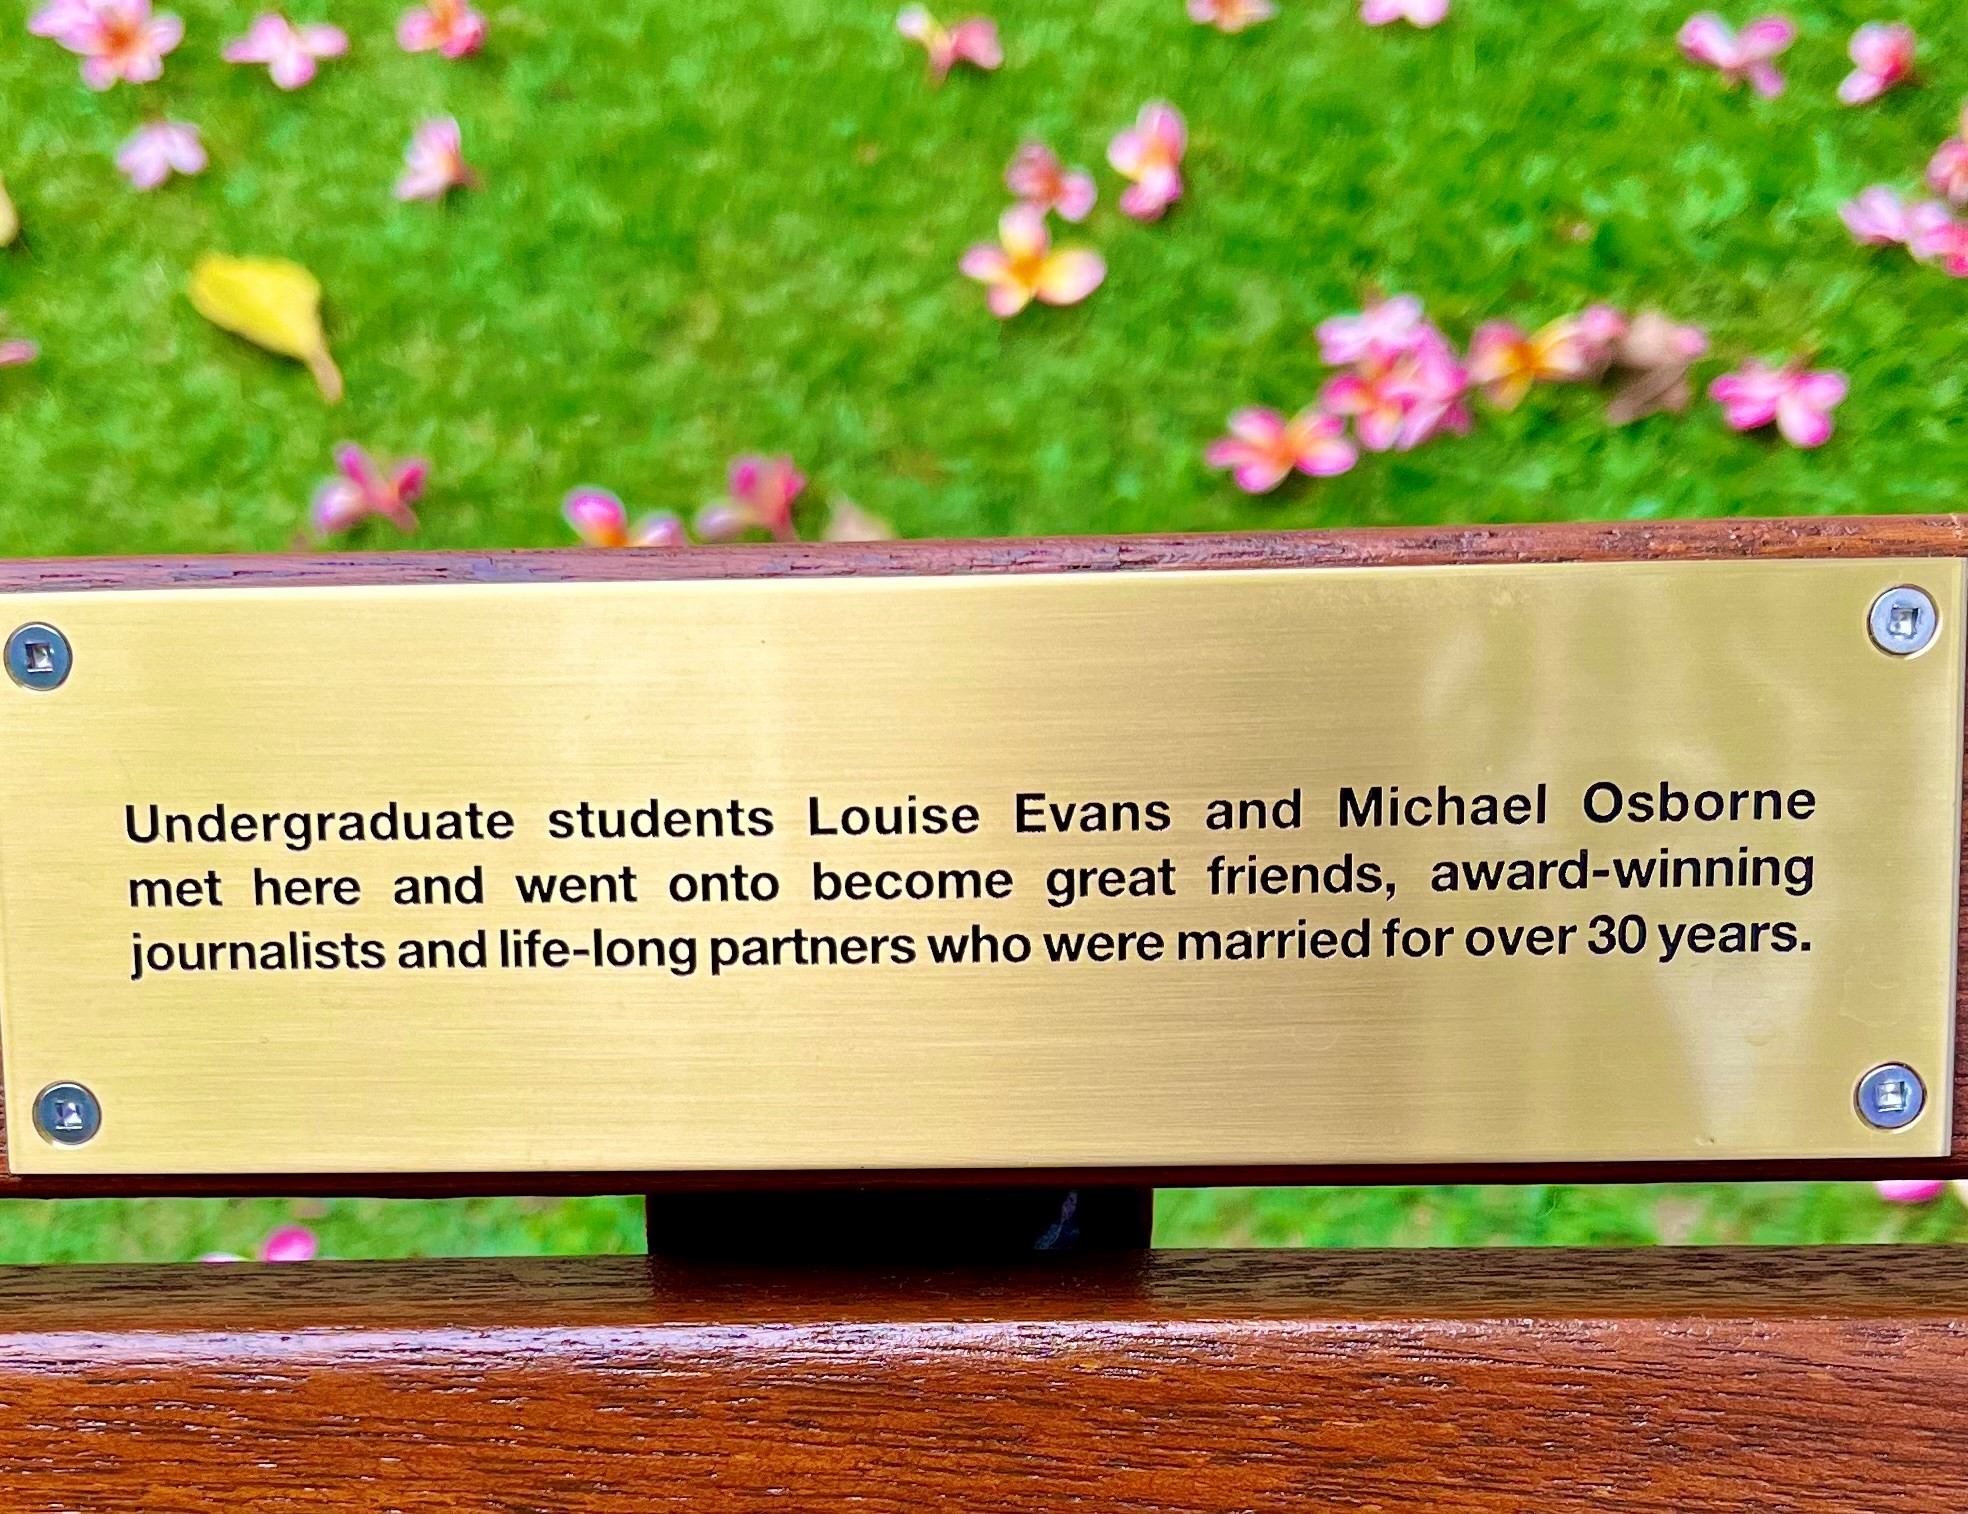 Undergraduate students Louise Evans and Michael Osborne
met here and went onto become great friends, award-winning
journalists and life-long partners who were married for over 30 years.